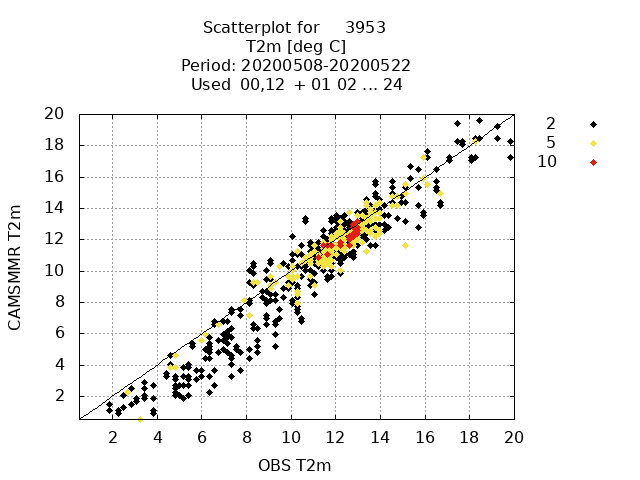 Scatterplot for 3953
T2m [deg C]
Period: 20200508-20200522
Used 00,12 + 01 02 ... 24
CAMSMMR T2m
20
18
16
14
12
10
8
6
4
2
2 4 6 8 10 12 14 16 18 20
OBS T2m
2
5
10